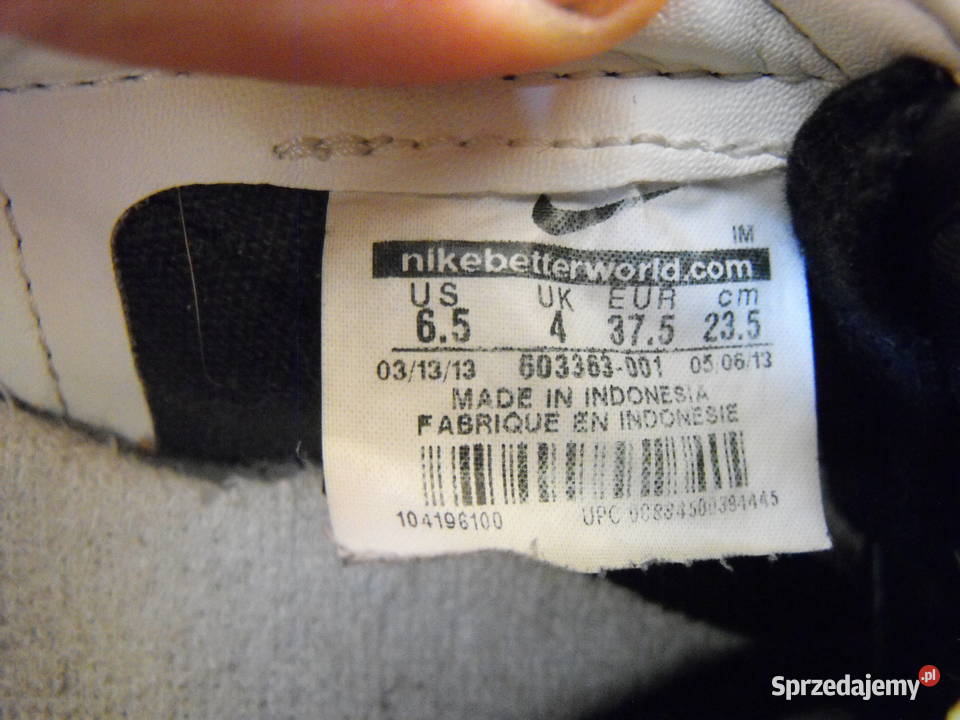 IM
nikebetterworld.com
US UK EUR cm
6.5 4 37.5 23.5
03/13/13 603363-001 05/06/13
MADE IN INDONESIA
FABRIQUE EN INDONESIE
104196100 UPC 00884500394445
Sprzedajemy.pl